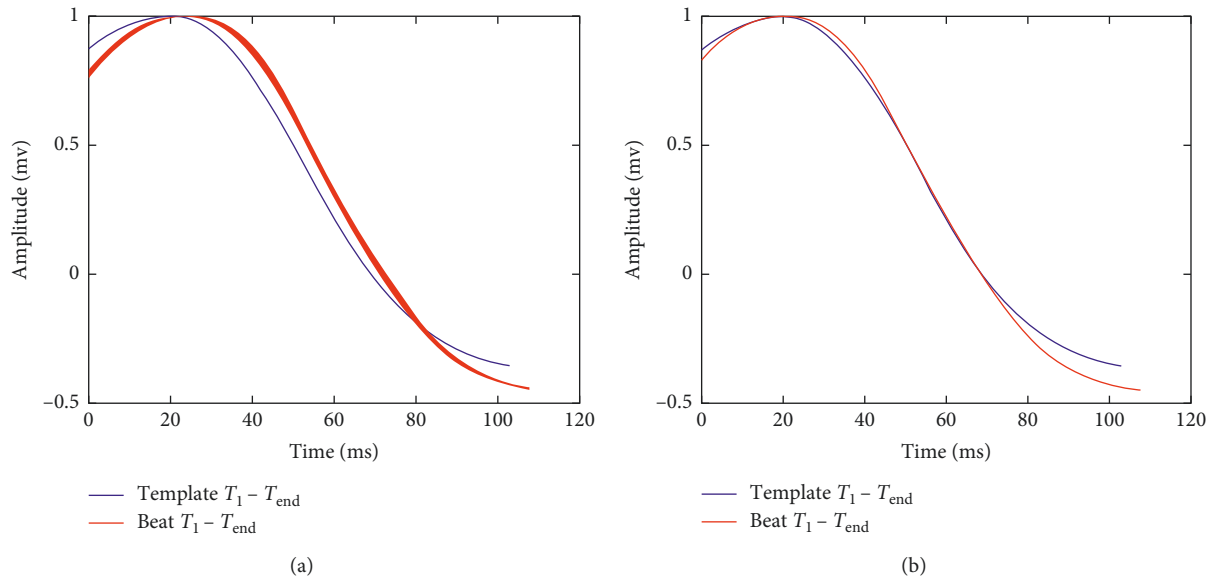 1
0.5
0
–0.5
Amplitude (mv)
0 20 40 60 80 100 120
Time (ms)
Template T1 – Tend
Beat T1 – Tend
(a)
1
0.5
0
–0.5
Amplitude (mv)
0 20 40 60 80 100 120
Time (ms)
Template T1 – Tend
Beat T1 – Tend
(b)